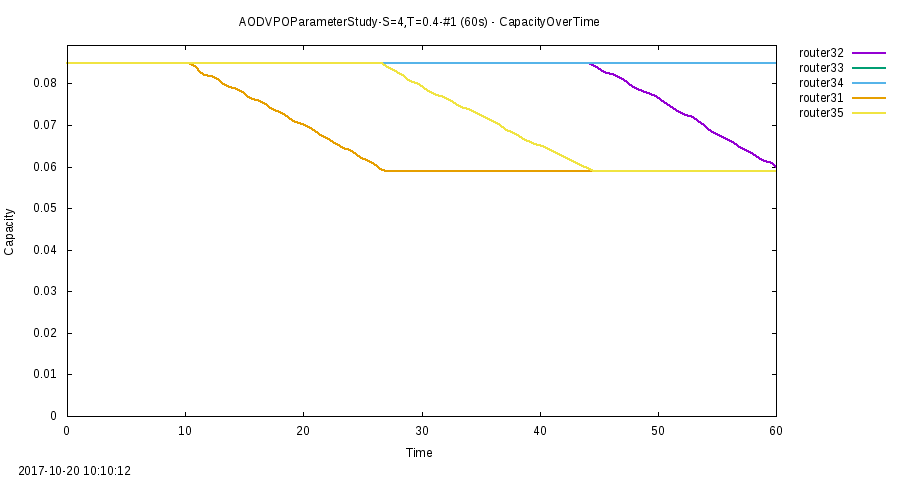 AODVPOParameterStudy-S=4,T=0.4-#1 (60s) - CapacityOverTime
router32
router33
router34
router31
router35
0.08
0.07
0.06
0.05
0.04
0.03
0.02
0.01
0
Capacity
0 10 20 30 40 50 60
Time
2017-10-20 10:10:12